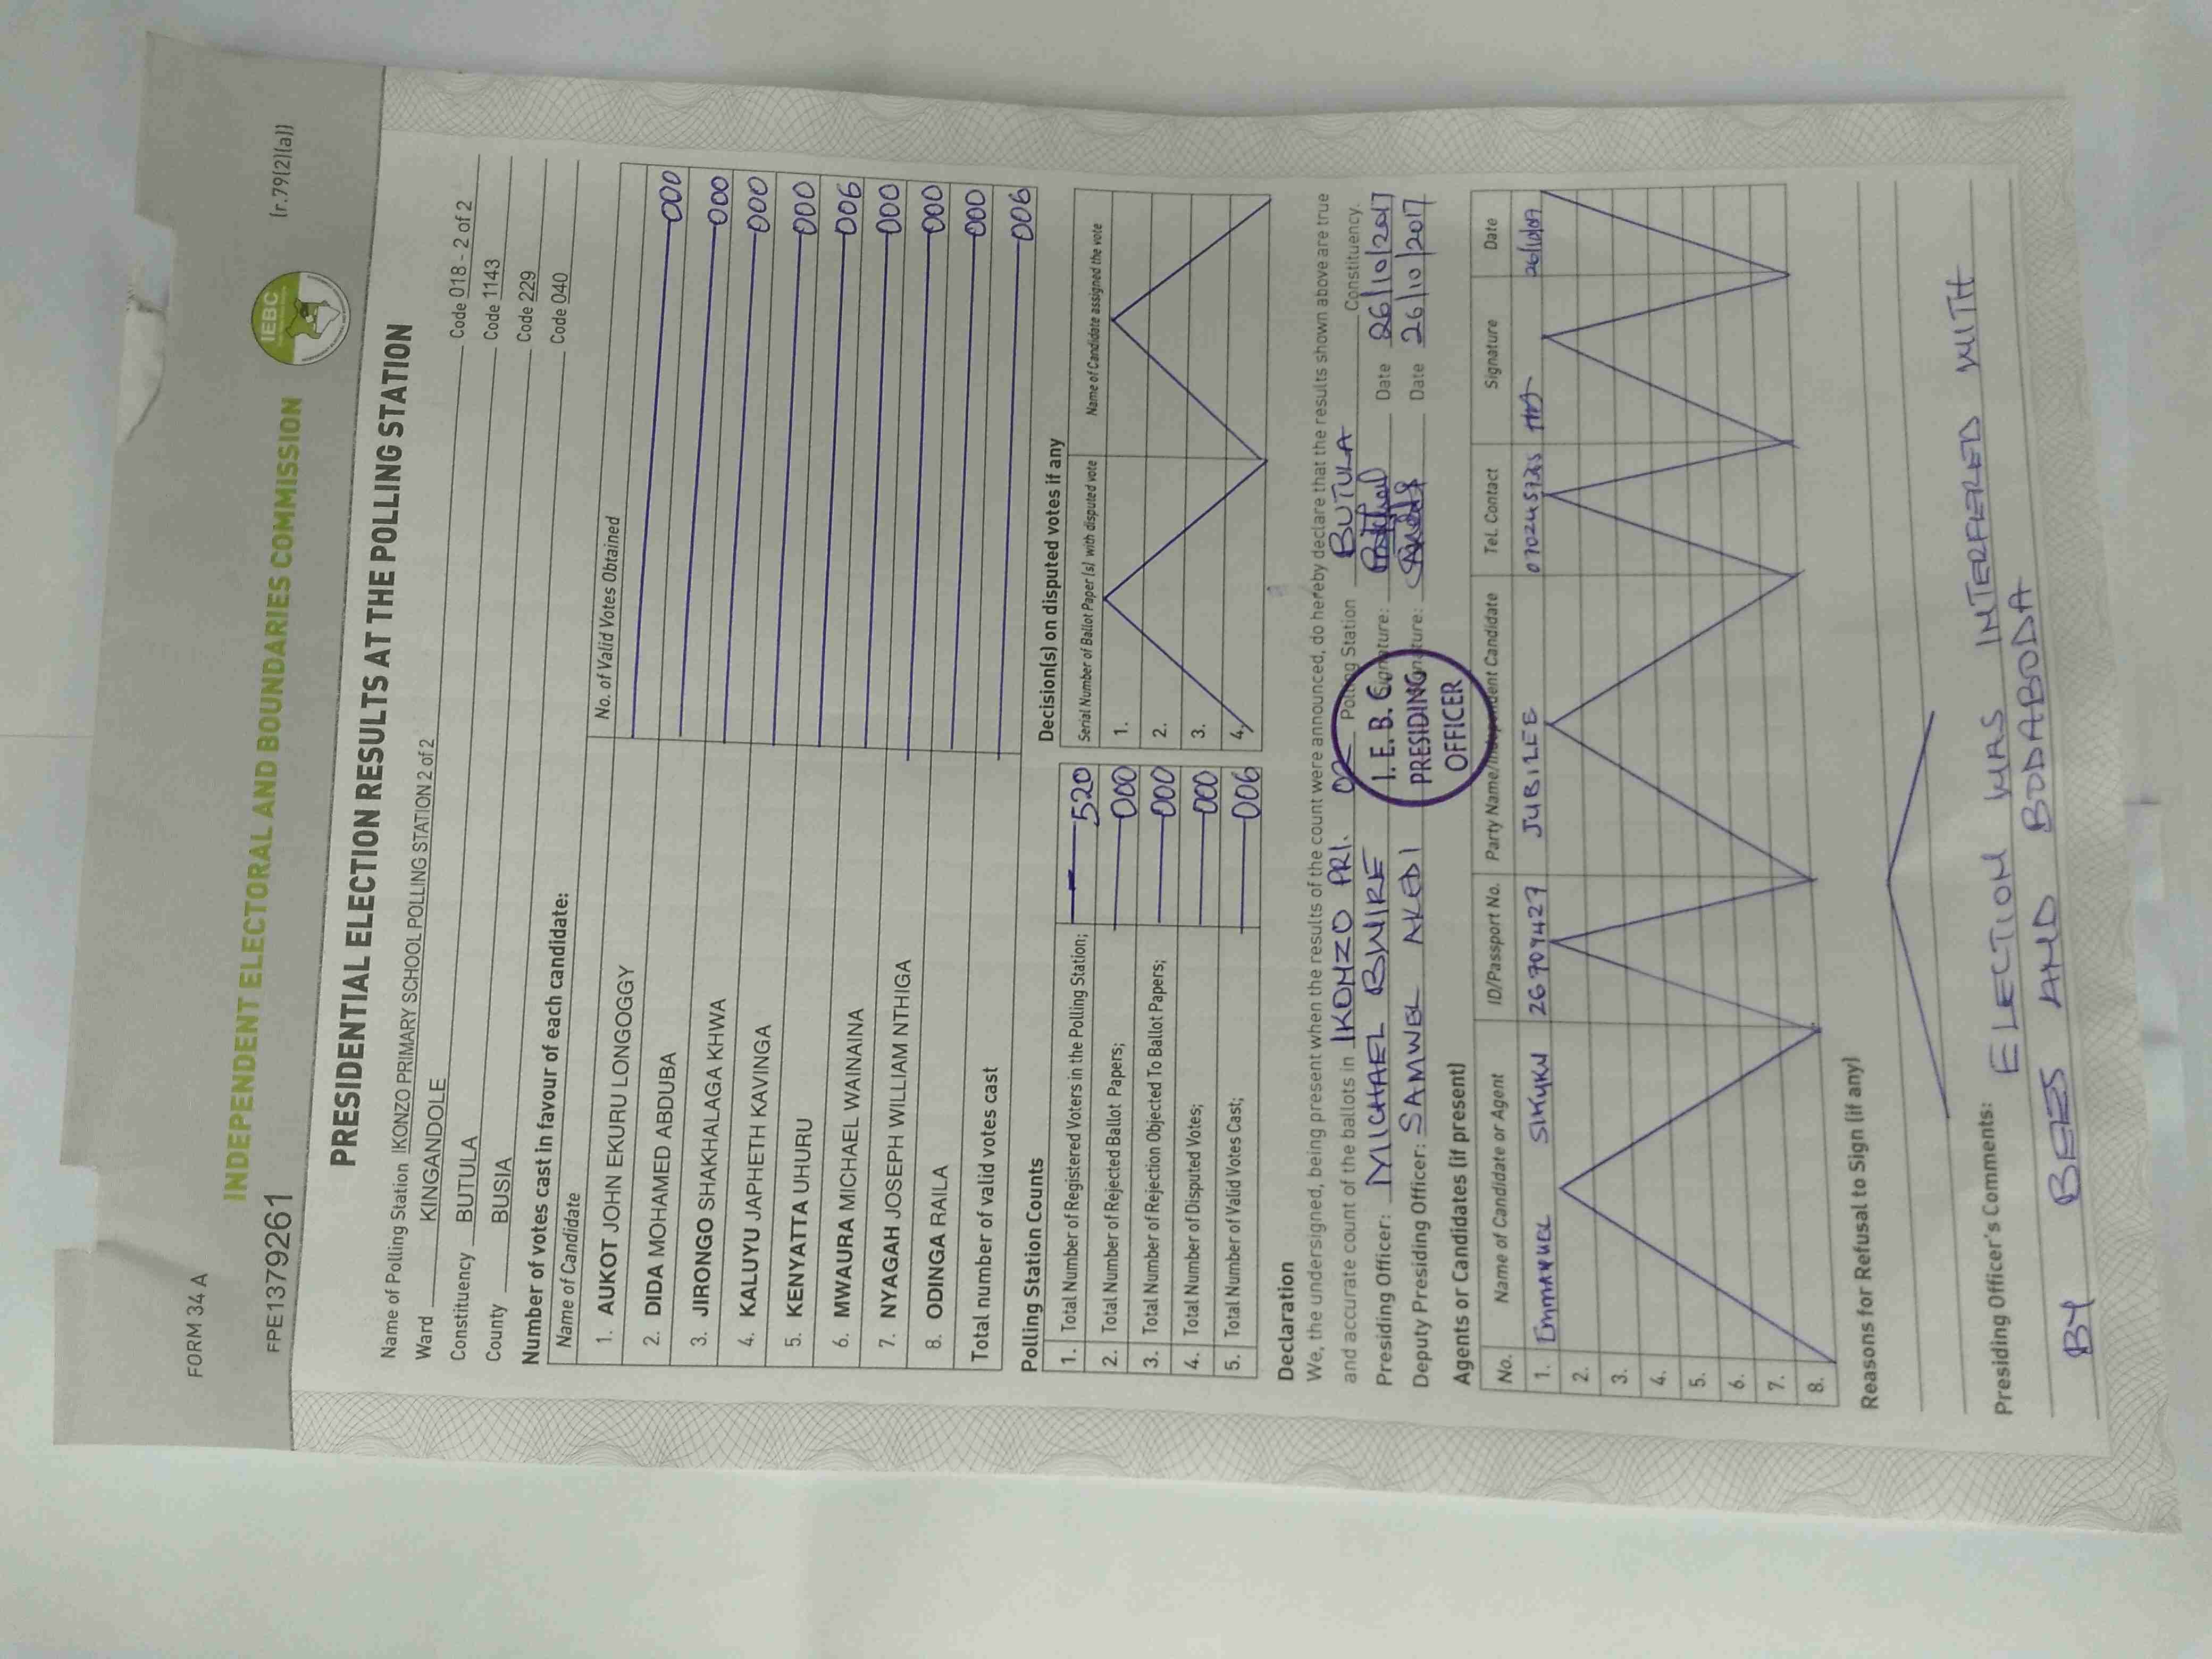 FORM 34 A
[r.79(2)(a)]
INDEPENDENT ELECTORAL AND BOUNDARIES COMMISSION
IEBC
FPE1379261
PRESIDENTIAL ELECTION RESULTS AT THE POLLING STATION
Name of Polling Station IKONZO PRIMARY SCHOOL POLLING STATION 2 of 2 Code 018 - 2 of 2
Ward KINGANDOLE Code 1143
Constituency BUTULA Code 229
County BUSIA Code 040
Number of votes cast in favour of each candidate:
Name of Candidate No. of Valid Votes Obtained
1. AUKOT JOHN EKURU LONGOGGY 000
2. DIDA MOHAMED ABDUBA 000
3. JIRONGO SHAKHALAGA KHWA 000
4. KALUYU JAPHETH KAVINGA 000
5. KENYATTA UHURU 006
6. MWAURA MICHAEL WAINAINA 000
7. NYAGAH JOSEPH WILLIAM NTHIGA 000
8. ODINGA RAILA 000
Total number of valid votes cast 006
Polling Station Counts
1. Total Number of Registered Voters in the Polling Station; 520
2. Total Number of Rejected Ballot Papers; 000
3. Total Number of Rejection Objected To Ballot Papers; 000
4. Total Number of Disputed Votes; 000
5. Total Number of Valid Votes Cast; 006
Decision(s) on disputed votes if any
Serial Number of Ballot Paper (s) with disputed vote Name of Candidate assigned the vote
1.
2.
3.
4.
Declaration
We, the undersigned, being present when the results of the count were announced, do hereby declare that the results shown above are true
and accurate count of the ballots in IKONZO PRI. 02 Polling Station BUTULA Constituency.
Presiding Officer: MICHAEL BWIRE Signature: Date 26/10/2017
Deputy Presiding Officer: SAMWEL AKEDI Signature: Date 26/10/2017
I.E.B.C.
PRESIDING
OFFICER
Agents or Candidates (if present)
No. Name of Candidate or Agent ID/Passport No. Party Name/Independent Candidate Tel. Contact Signature Date
1. EMMANUEL SIKUKU 26709427 JUBILEE 0702457265
2.
3.
4.
5.
6.
7.
8.
Reasons for Refusal to Sign (if any)
Presiding Officer's Comments: ELECTION WAS INTERFERED WITH
BY BEES AND BODABODA